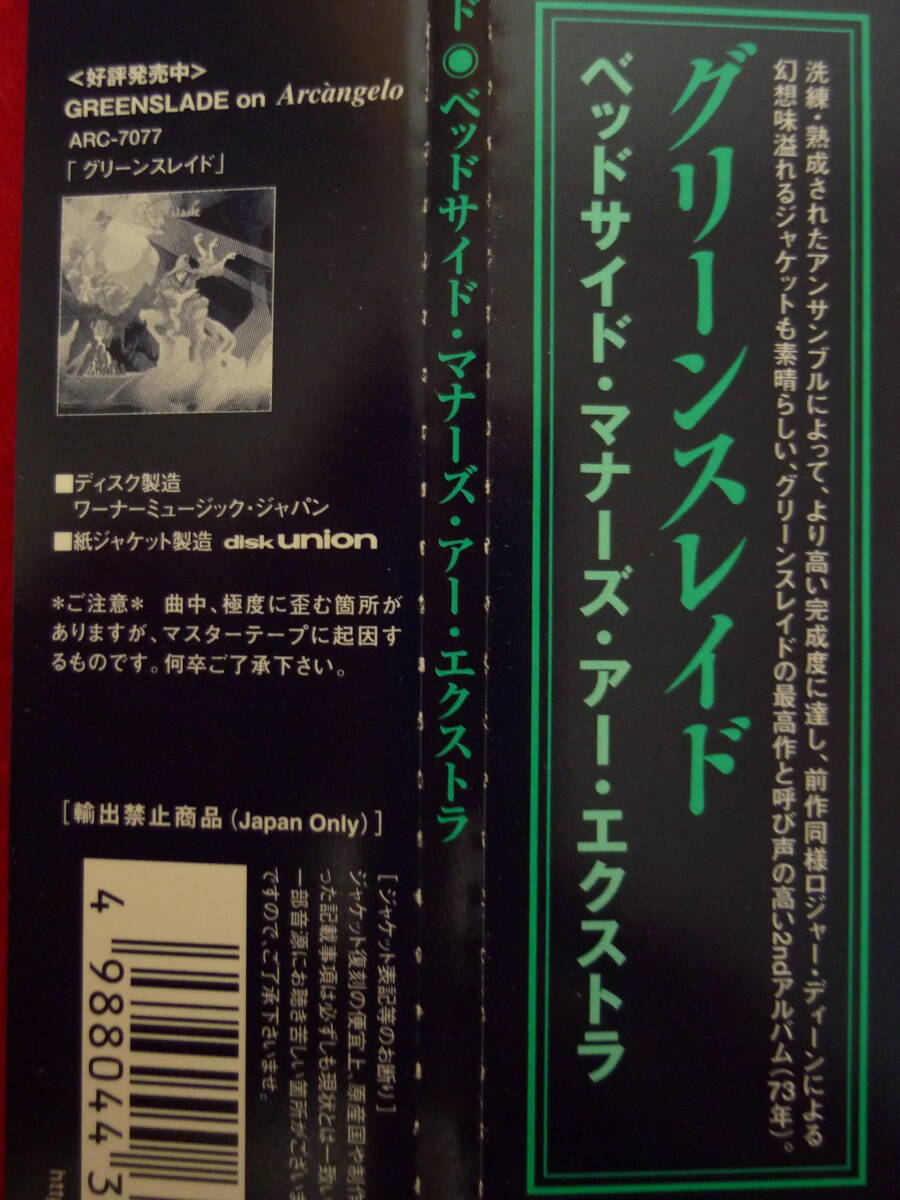 グリーンスレイド
ベッドサイド・マナーズ・アー・エクストラ
洗練・熟成されたアンサンブルによって、より高い完成度に達し、前作同様ロジャー・ディーンによる
幻想味溢れるジャケットも素晴らしい、グリーンスレイドの最高作と呼び声の高い2ndアルバム(73年)。
ド◎ベッドサイド・マナーズ・アー・エクストラ
<好評発売中>
GREENSLADE on Arcàngelo
ARC-7077
「グリーンスレイド」
■ディスク製造
ワーナーミュージック・ジャパン
■紙ジャケット製造 disk union
*ご注意* 曲中、極度に歪む箇所が
ありますが、マスターテープに起因す
るものです。何卒ご了承下さい。
[輸出禁止商品(Japan Only)]
[ジャケット表記等のお断り]
ジャケット復刻の便宜上、原産国や制作
った記載事項は必ずしも現状とは一致い
一部音源にお聴き苦しい箇所がございま
ですので、ご了承下さいませ。
4 988044 3
htt